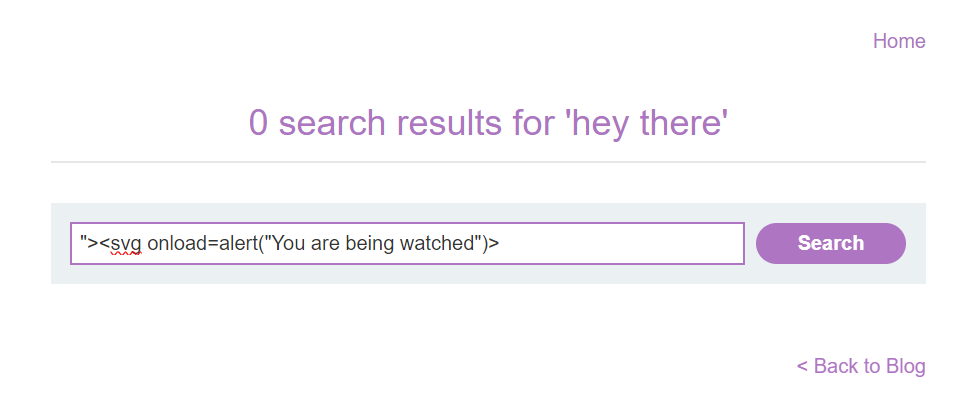 Home
0 search results for 'hey there'
"><svg onload=alert("You are being watched")>
Search
< Back to Blog